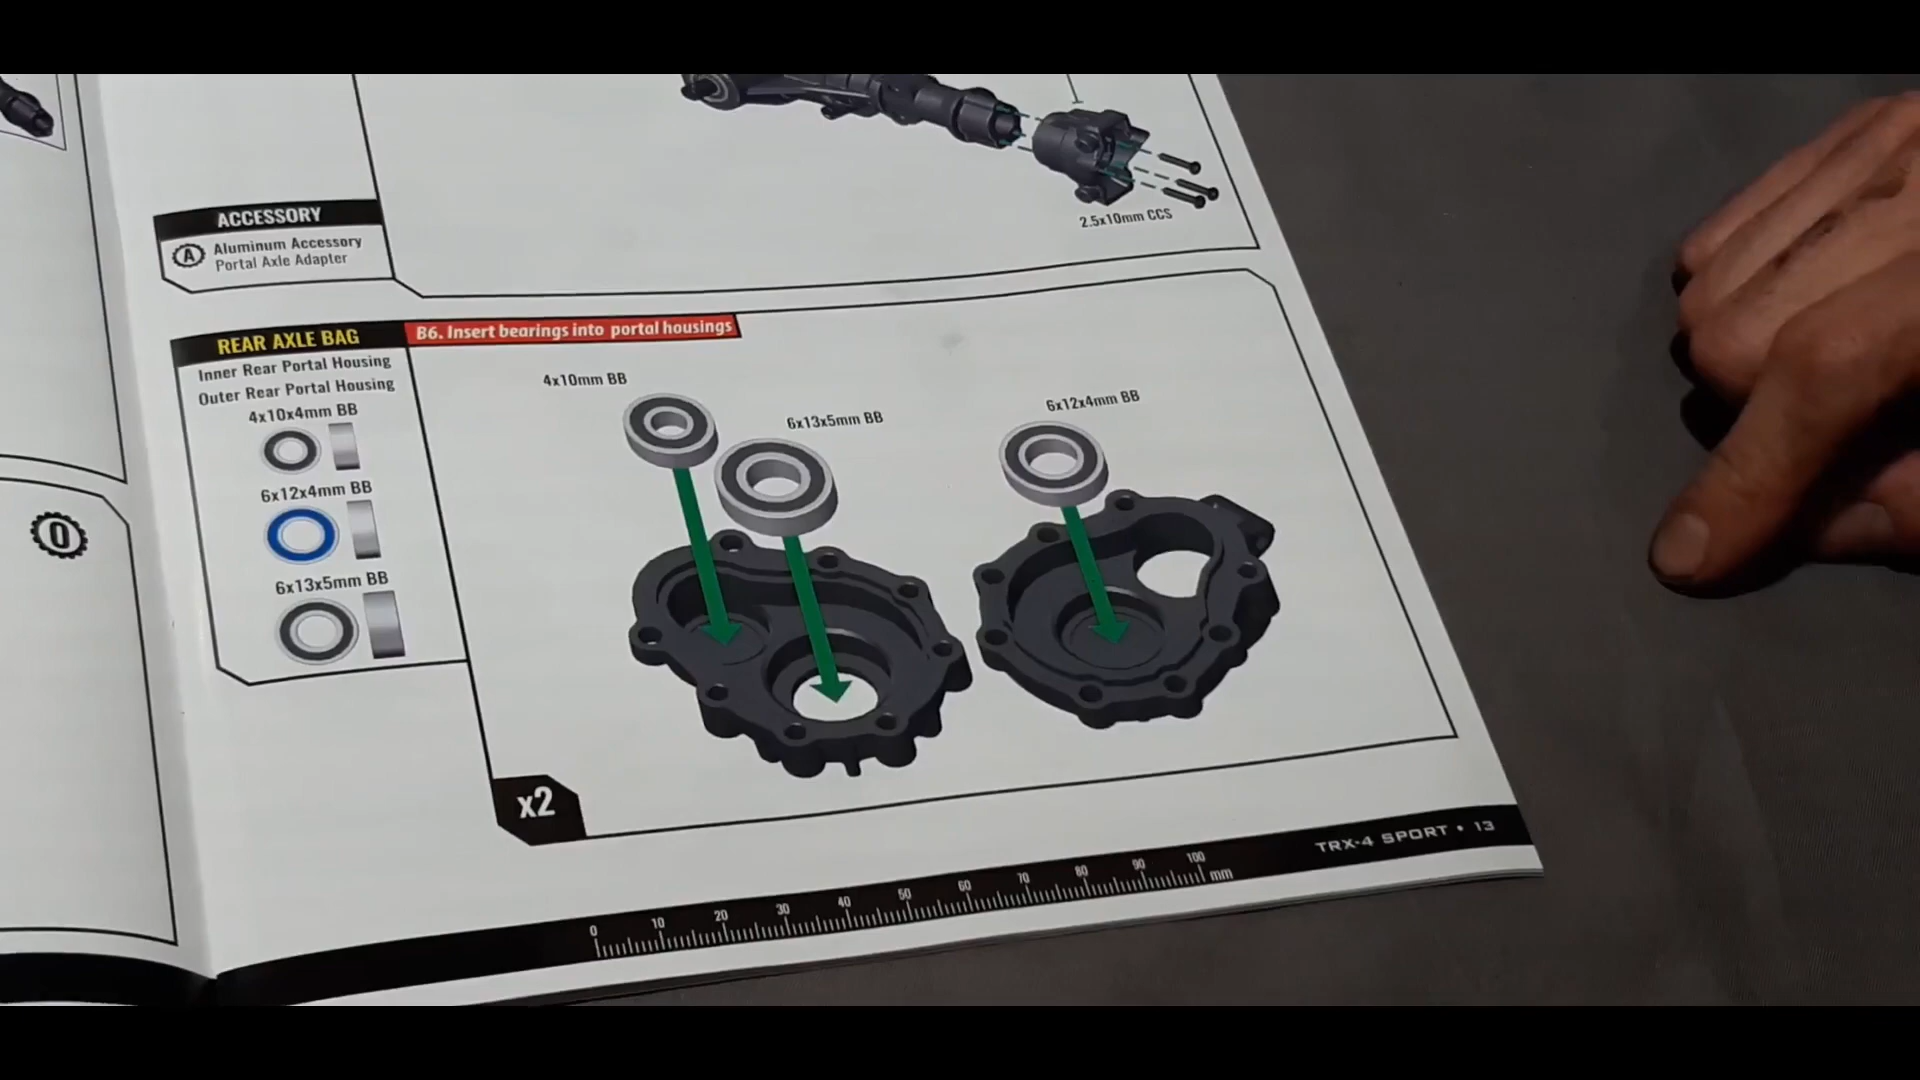 2.5x10mm CCS
ACCESSORY
A Aluminum Accessory
Portal Axle Adapter
REAR AXLE BAG
Inner Rear Portal Housing
Outer Rear Portal Housing
4x10x4mm BB
6x12x4mm BB
6x13x5mm BB
B6. Insert bearings into portal housings
4x10mm BB
6x13x5mm BB
6x12x4mm BB
0
x2
0 10 20 30 40 50 60 70 80 90 100 mm
TRX-4 SPORT • 13